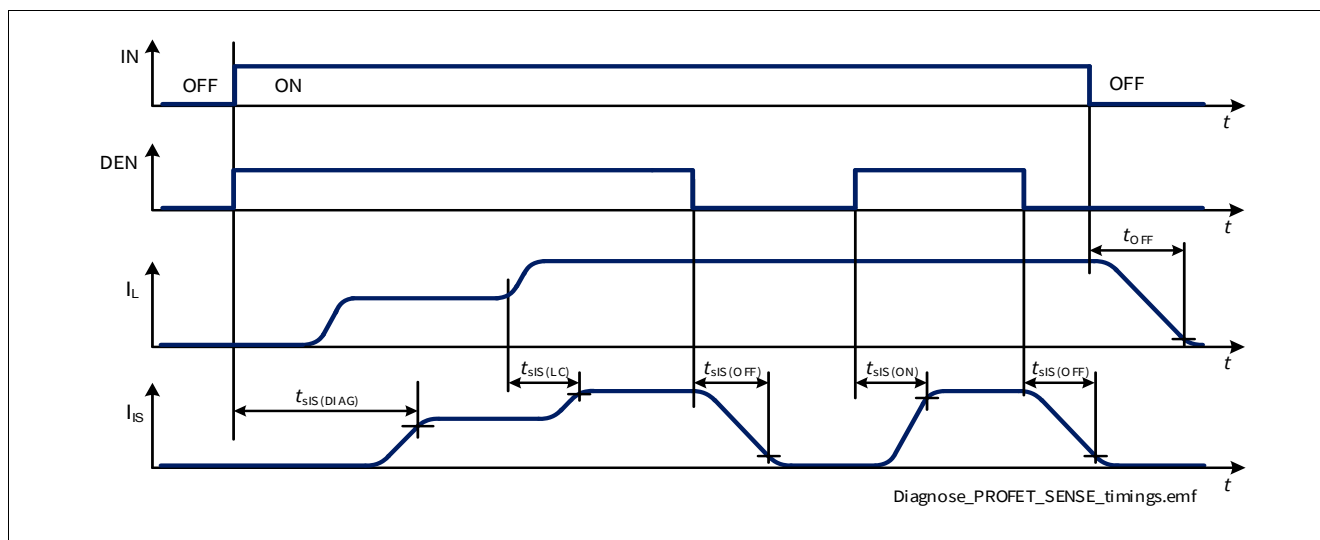 IN
OFF
ON
OFF
t
DEN
t
tOFF
IL
t
tsIS(LC)
tsIS(OFF)
tsIS(ON)
tsIS(OFF)
tsIS(DIAG)
IIS
t
Diagnose_PROFET_SENSE_timings.emf